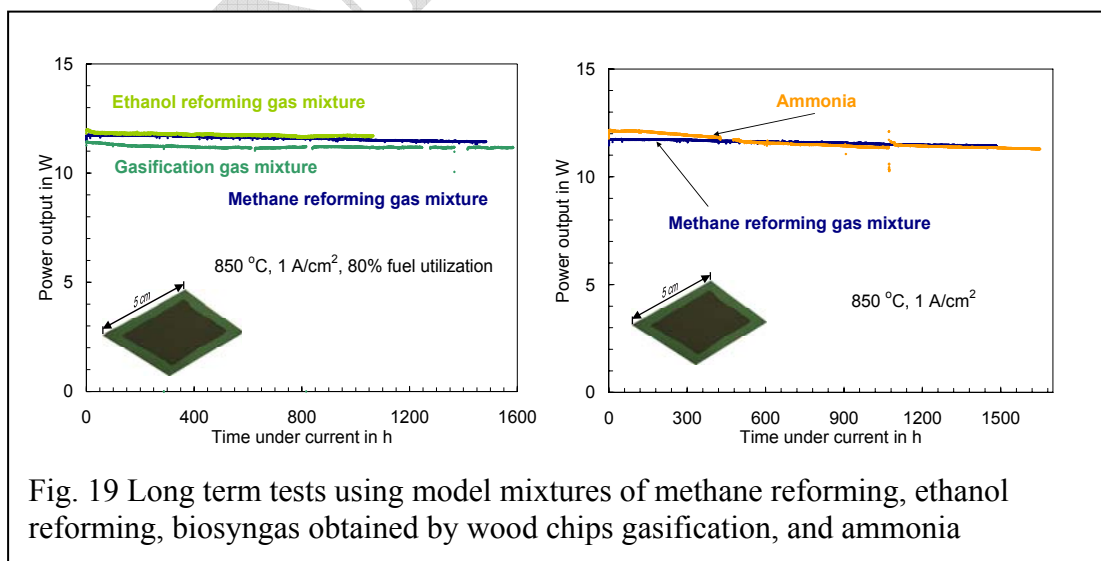 15
10
5
0
Power output in W
Ethanol reforming gas mixture
Gasification gas mixture
Methane reforming gas mixture
850 °C, 1 A/cm², 80% fuel utilization
5 cm
0 400 800 1200 1600
Time under current in h
15
10
5
0
Power output in W
Ammonia
Methane reforming gas mixture
850 °C, 1 A/cm²
5 cm
0 300 600 900 1200 1500
Time under current in h
Fig. 19 Long term tests using model mixtures of methane reforming, ethanol
reforming, biosyngas obtained by wood chips gasification, and ammonia